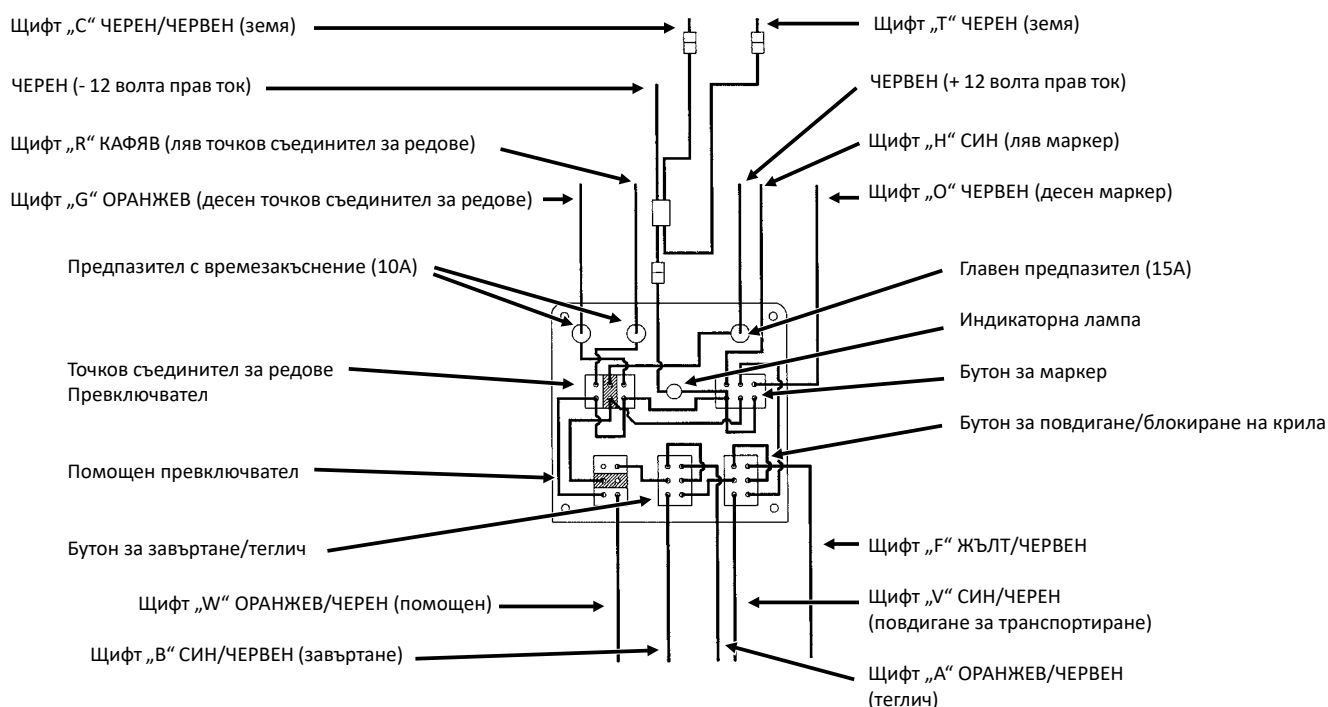 Щифт „C“ ЧЕРЕН/ЧЕРВЕН (земя)
Щифт „T“ ЧЕРЕН (земя)
ЧЕРЕН (- 12 волта прав ток)
ЧЕРВЕН (+ 12 волта прав ток)
Щифт „R“ КАФЯВ (ляв точков съединител за редове)
Щифт „H“ СИН (ляв маркер)
Щифт „G“ ОРАНЖЕВ (десен точков съединител за редове)
Щифт „O“ ЧЕРВЕН (десен маркер)
Предпазител с времезакъснение (10A)
Главен предпазител (15A)
Индикаторна лампа
Точков съединител за редове
Превключвател
Бутон за маркер
Бутон за повдигане/блокиране на крила
Помощен превключвател
Бутон за завъртане/теглич
Щифт „F“ ЖЪЛТ/ЧЕРВЕН
Щифт „W“ ОРАНЖЕВ/ЧЕРЕН (помощен)
Щифт „V“ СИН/ЧЕРЕН
(повдигане за транспортиране)
Щифт „B“ СИН/ЧЕРВЕН (завъртане)
Щифт „A“ ОРАНЖЕВ/ЧЕРВЕН
(теглич)